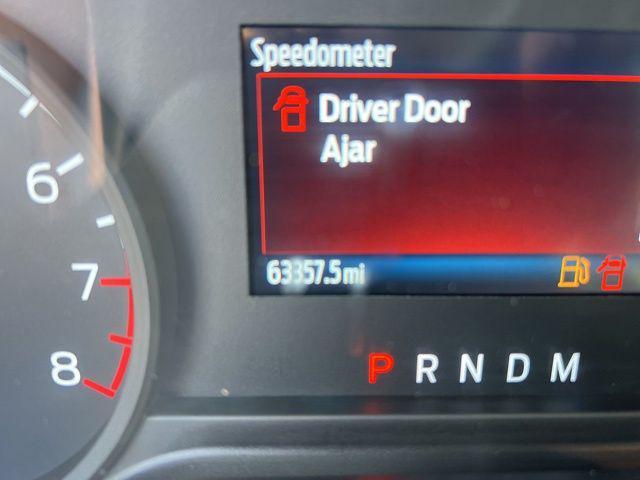 Speedometer
Driver Door
Ajar
63357.5mi
6
7
8
P R N D M